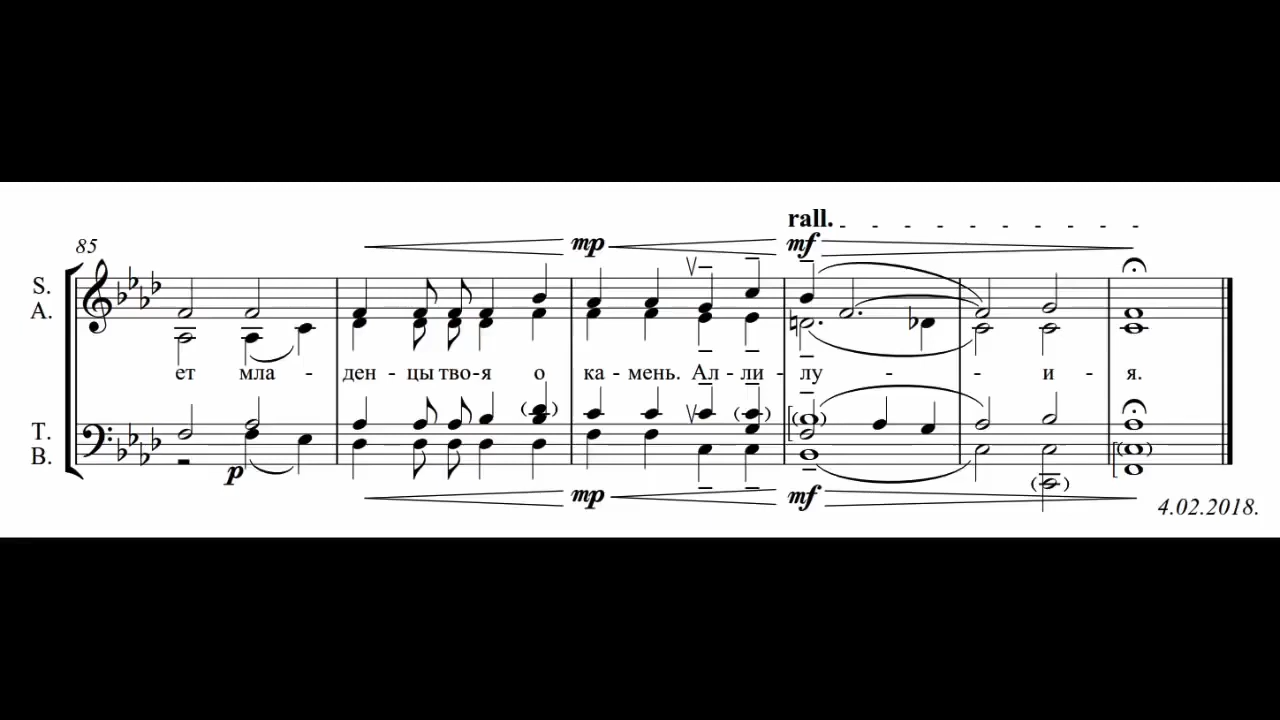 rall.
85
mp mf
S.
A.
ет мла - ден - цы тво-я о ка - мень. Ал - ли - лу - - и - я.
T.
B.
p
mp mf
4.02.2018.